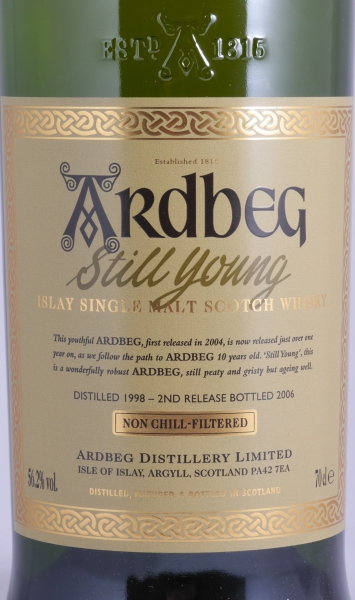 ESTD A 1815
Established 1815
ARDBEG
Still Young
ISLAY SINGLE MALT SCOTCH WHISKY
This youthful ARDBEG, first released in 2004, is now released just over one
year on, as we follow the path to ARDBEG 10 years old. 'Still Young', this
is a wonderfully robust ARDBEG, still peaty and gristy but ageing well.
DISTILLED 1998 – 2ND RELEASE BOTTLED 2006
NON CHILL-FILTERED
ARDBEG DISTILLERY LIMITED
ISLE OF ISLAY, ARGYLL, SCOTLAND PA42 7EA
56.2% vol.
70cl ℮
DISTILLED, MATURED & BOTTLED IN SCOTLAND